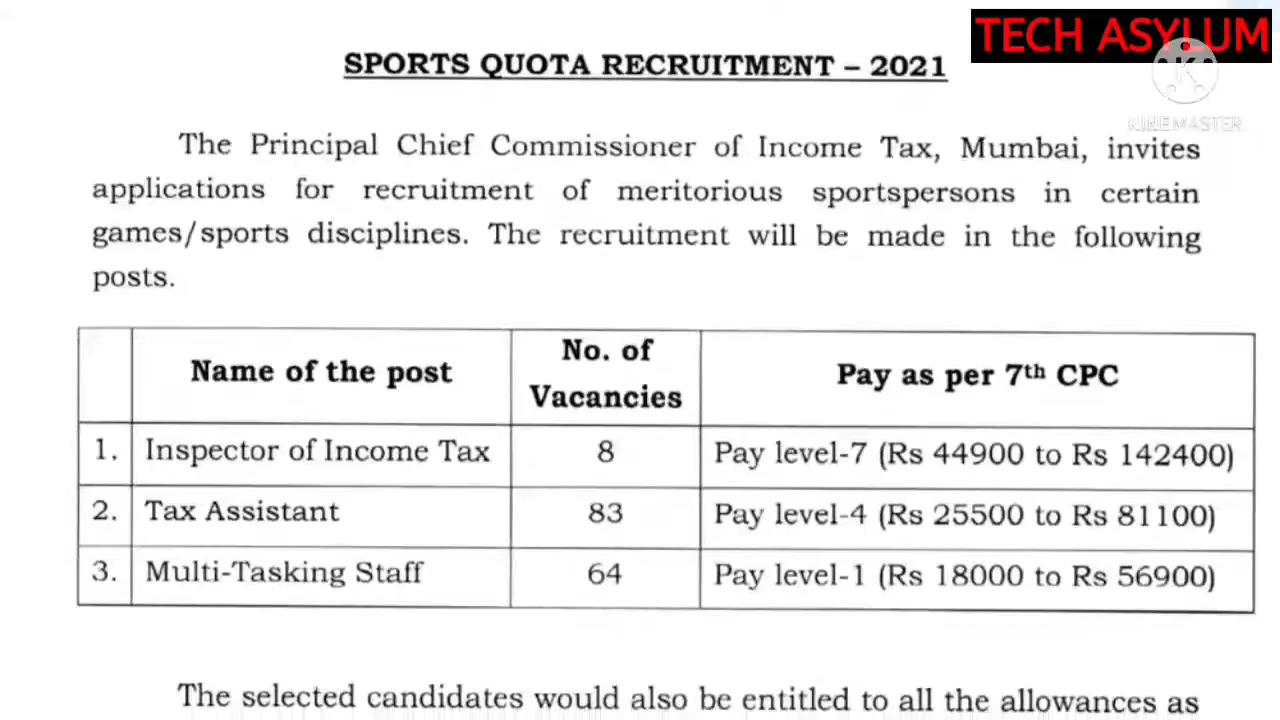 TECH ASYLUM
SPORTS QUOTA RECRUITMENT – 2021
KINEMASTER
The Principal Chief Commissioner of Income Tax, Mumbai, invites
applications for recruitment of meritorious sportspersons in certain
games/sports disciplines. The recruitment will be made in the following
posts.
Name of the post No. of Vacancies Pay as per 7th CPC
1. Inspector of Income Tax 8 Pay level-7 (Rs 44900 to Rs 142400)
2. Tax Assistant 83 Pay level-4 (Rs 25500 to Rs 81100)
3. Multi-Tasking Staff 64 Pay level-1 (Rs 18000 to Rs 56900)
The selected candidates would also be entitled to all the allowances as